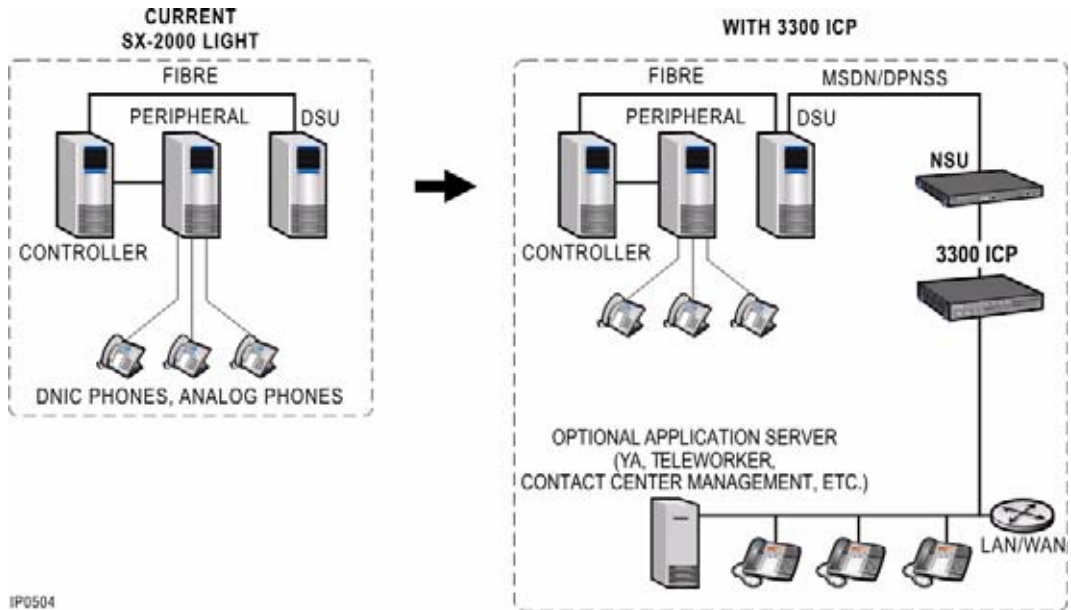 CURRENT
SX-2000 LIGHT
FIBRE
PERIPHERAL
DSU
CONTROLLER
DNIC PHONES, ANALOG PHONES
WITH 3300 ICP
FIBRE
MSDN/DPNSS
PERIPHERAL
DSU
NSU
CONTROLLER
3300 ICP
OPTIONAL APPLICATION SERVER
(YA, TELEWORKER,
CONTACT CENTER MANAGEMENT, ETC.)
LAN/WAN
IP0504